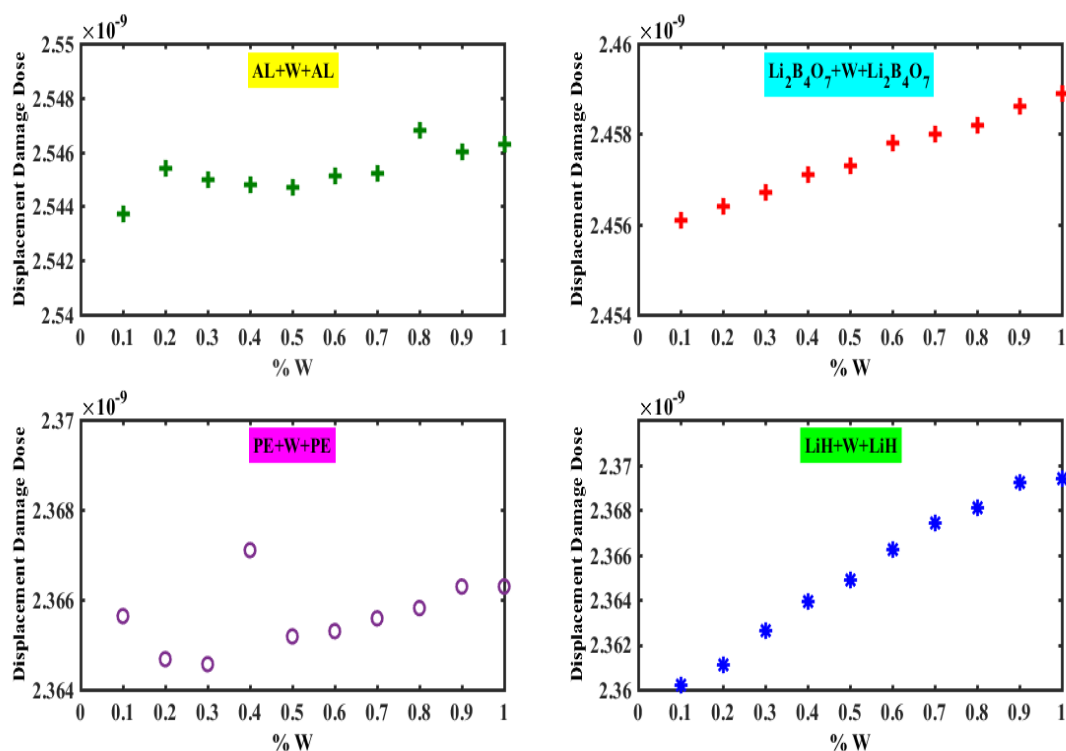 ×10^-9
2.55
AL+W+AL
2.548
2.546
2.544
2.542
2.54
Displacement Damage Dose
0 0.1 0.2 0.3 0.4 0.5 0.6 0.7 0.8 0.9 1
% W
×10^-9
2.46
Li2B4O7+W+Li2B4O7
2.458
2.456
2.454
Displacement Damage Dose
0 0.1 0.2 0.3 0.4 0.5 0.6 0.7 0.8 0.9 1
% W
×10^-9
2.37
PE+W+PE
2.368
2.366
2.364
Displacement Damage Dose
0 0.1 0.2 0.3 0.4 0.5 0.6 0.7 0.8 0.9 1
% W
×10^-9
2.37
LiH+W+LiH
2.368
2.366
2.364
2.362
2.36
Displacement Damage Dose
0 0.1 0.2 0.3 0.4 0.5 0.6 0.7 0.8 0.9 1
% W